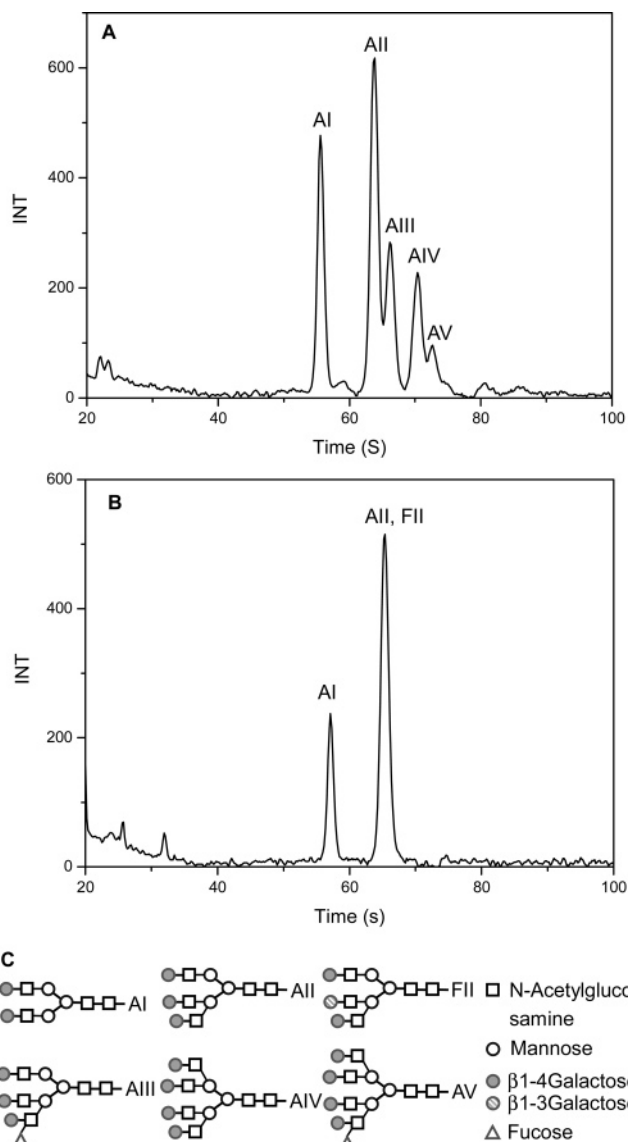 A
600
400
200
0
INT
AI
AII
AIII
AIV
AV
20 40 60 80 100
Time (S)
B
600
400
200
0
INT
AI
AII, FII
20 40 60 80 100
Time (s)
C
AI
AII
FII
N-Acetylgluco
samine
Mannose
β1-4Galactose
β1-3Galactose
Fucose
AIII
AIV
AV